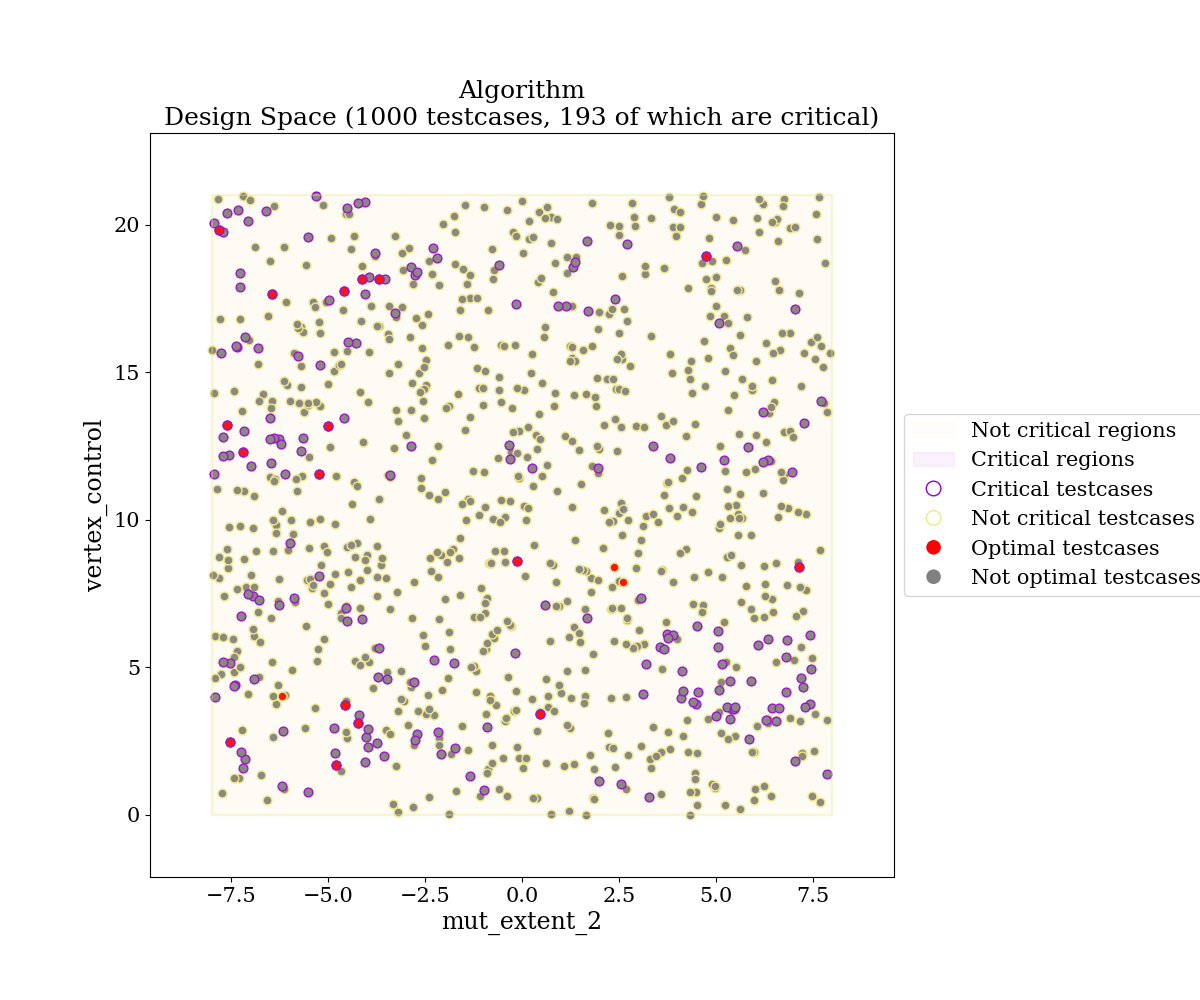 Algorithm
Design Space (1000 testcases, 193 of which are critical)
vertex_control
20
15
10
5
0
−7.5 −5.0 −2.5 0.0 2.5 5.0 7.5
mut_extent_2
Not critical regions
Critical regions
Critical testcases
Not critical testcases
Optimal testcases
Not optimal testcases